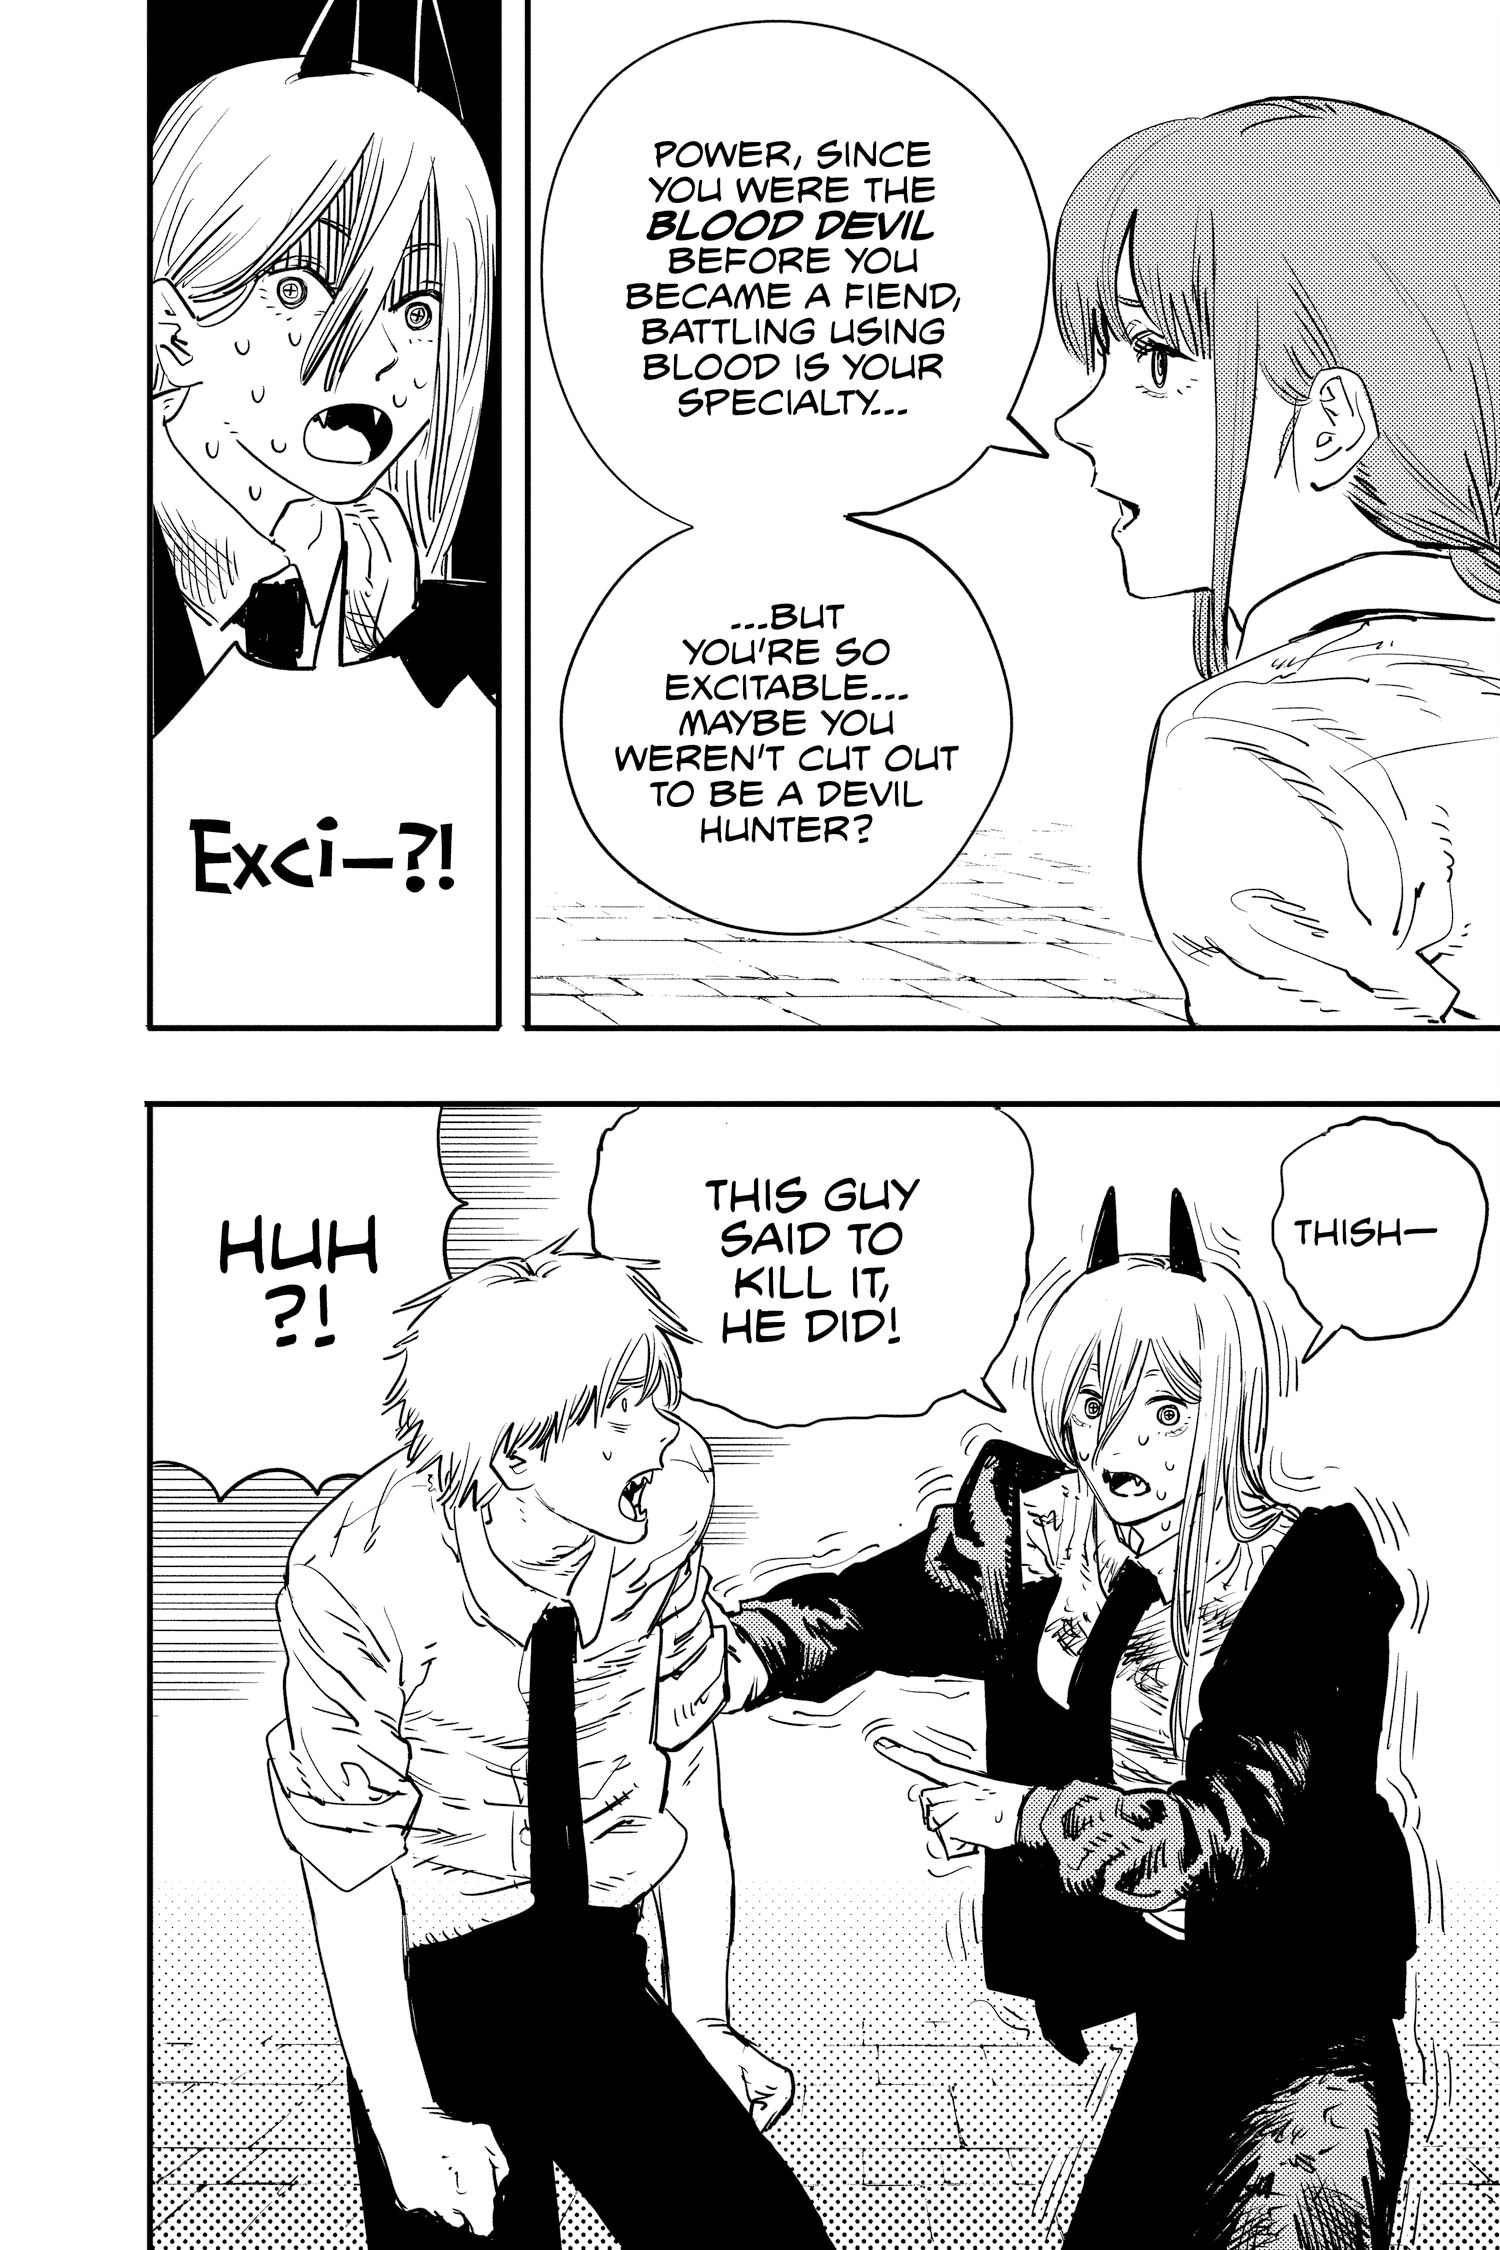 POWER, SINCE
YOU WERE THE
BLOOD DEVIL
BEFORE YOU
BECAME A FIEND,
BATTLING USING
BLOOD IS YOUR
SPECIALTY...
...BUT
YOU'RE SO
EXCITABLE...
MAYBE YOU
WEREN'T CUT OUT
TO BE A DEVIL
HUNTER?
Exci—?!
THISH—
THIS GUY
SAID TO
KILL IT,
HE DID!
HUH
?!